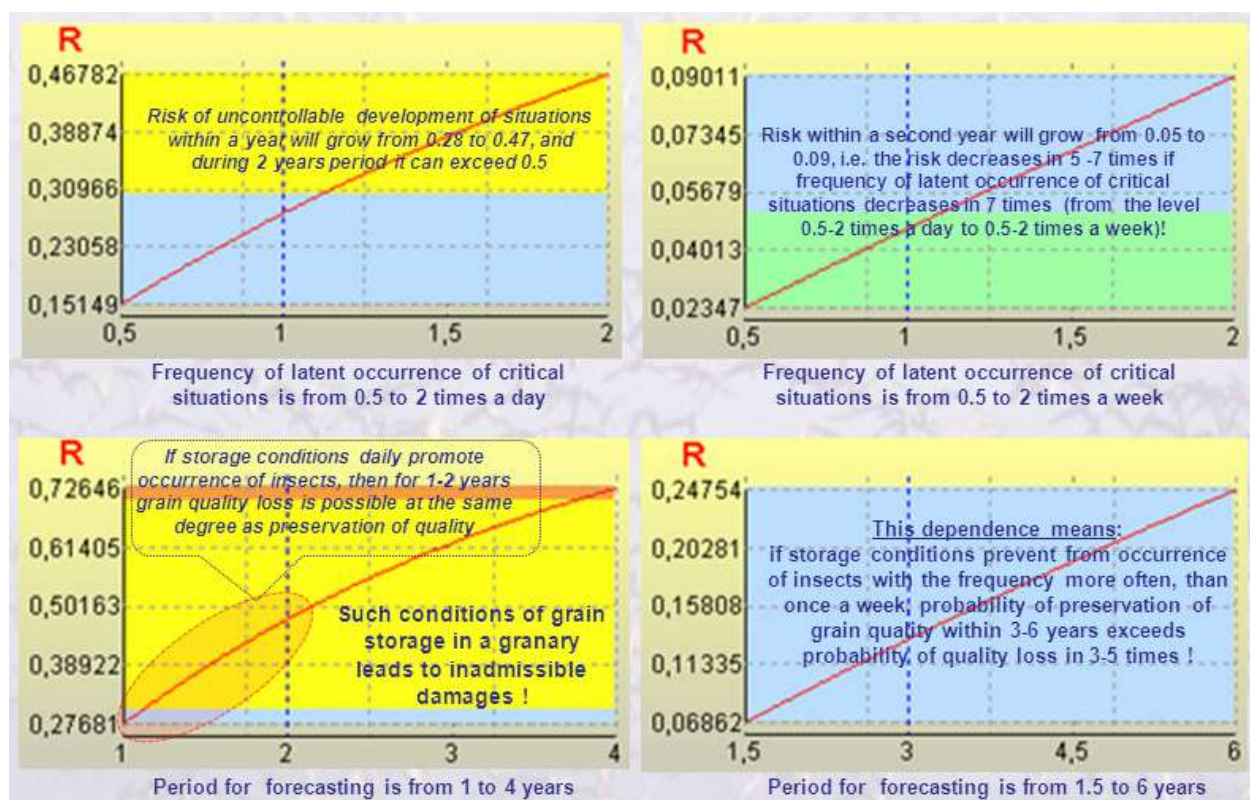 R
0,46782
0,38874
0,30966
0,23058
0,15149
Risk of uncontrollable development of situations
within a year will grow from 0.28 to 0.47, and
during 2 years period it can exceed 0.5
0,5 1 1,5 2
Frequency of latent occurrence of critical
situations is from 0.5 to 2 times a day
R
0,09011
0,07345
0,05679
0,04013
0,02347
Risk within a second year will grow from 0.05 to
0.09, i.e. the risk decreases in 5 -7 times if
frequency of latent occurrence of critical
situations decreases in 7 times (from the level
0.5-2 times a day to 0.5-2 times a week)!
0,5 1 1,5 2
Frequency of latent occurrence of critical
situations is from 0.5 to 2 times a week
R
0,72646
0,61405
0,50163
0,38922
0,27681
If storage conditions daily promote
occurrence of insects, then for 1-2 years
grain quality loss is possible at the same
degree as preservation of quality
Such conditions of grain
storage in a granary
leads to inadmissible
damages !
1 2 3 4
Period for forecasting is from 1 to 4 years
R
0,24754
0,20281
0,15808
0,11335
0,06862
This dependence means:
if storage conditions prevent from occurrence
of insects with the frequency more often, than
once a week, probability of preservation of
grain quality within 3-6 years exceeds
probability of quality loss in 3-5 times !
1,5 3 4,5 6
Period for forecasting is from 1.5 to 6 years